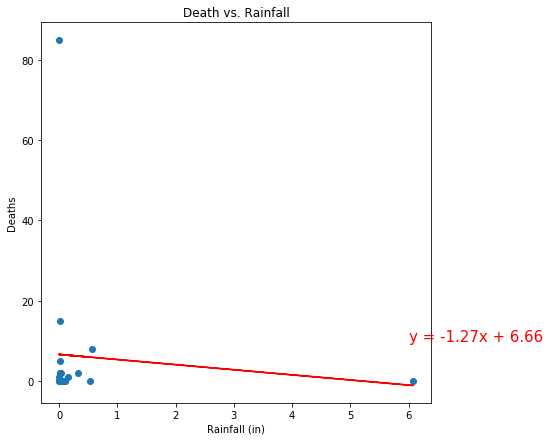 Death vs. Rainfall
80
60
40
20
0
Deaths
y = -1.27x + 6.66
0 1 2 3 4 5 6
Rainfall (in)